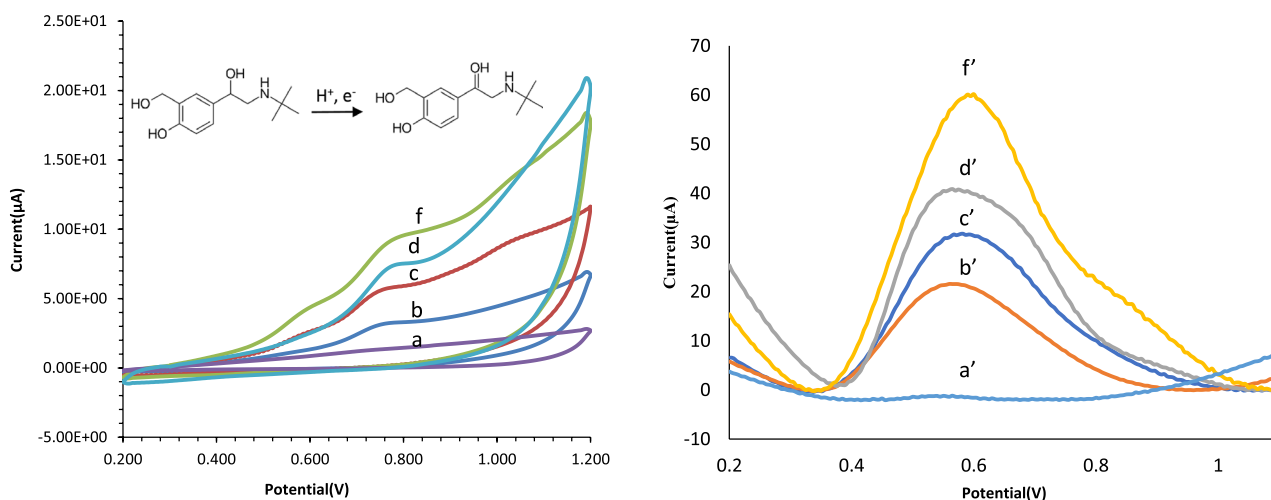 2.50E+01
2.00E+01
1.50E+01
1.00E+01
5.00E+00
0.00E+00
-5.00E+00
Current(μA)
0.200
0.400
0.600
0.800
1.000
1.200
Potential(V)
OH
H
N
HO
HO
H⁺, e⁻
OH
H
N
HO
HO
f
d
c
b
a
70
60
50
40
30
20
10
0
-10
Current(μA)
0.2
0.4
0.6
0.8
1
Potential(V)
f’
d’
c’
b’
a’